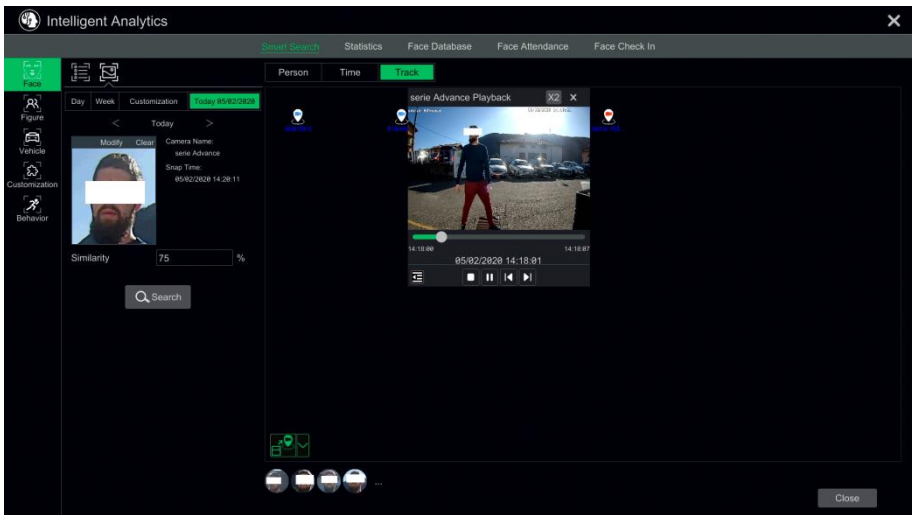 Intelligent Analytics
Smart Search Statistics Face Database Face Attendance Face Check In
Face
Figure
Vehicle
Customization
Behavior
Day Week Customization Today 05/02/2020
< Today >
Modify Clear
Camera Name:
serie Advance
Snap Time:
05/02/2020 14:20:11
Similarity 75 %
Search
Person Time Track
serie Advance Playback X2
14:18:00 14:18:07
05/02/2020 14:18:01
...
Close